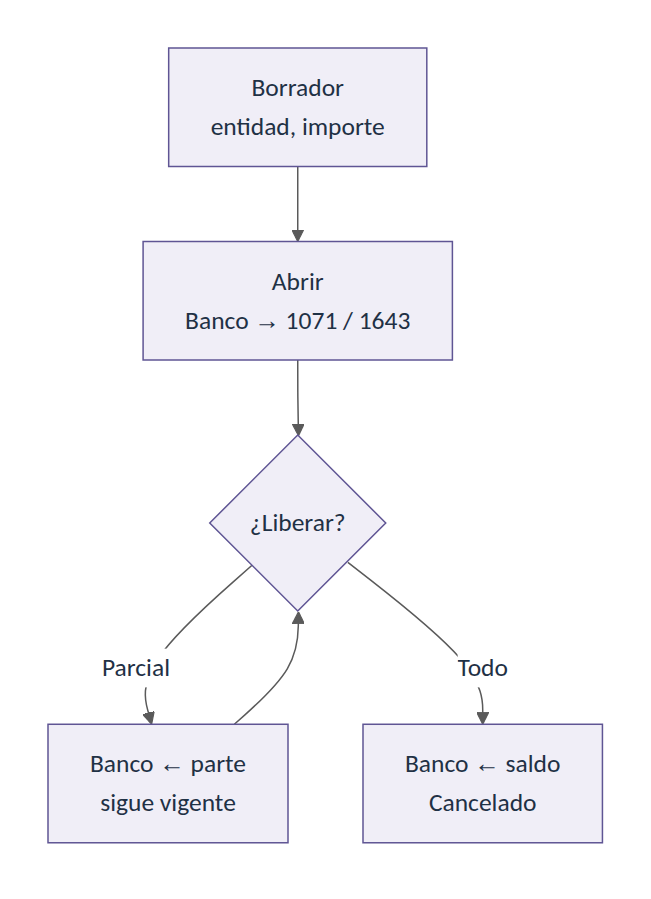 Borrador
entidad, importe
Abrir
Banco → 1071 / 1643
¿Liberar?
Parcial
Todo
Banco ← parte
sigue vigente
Banco ← saldo
Cancelado